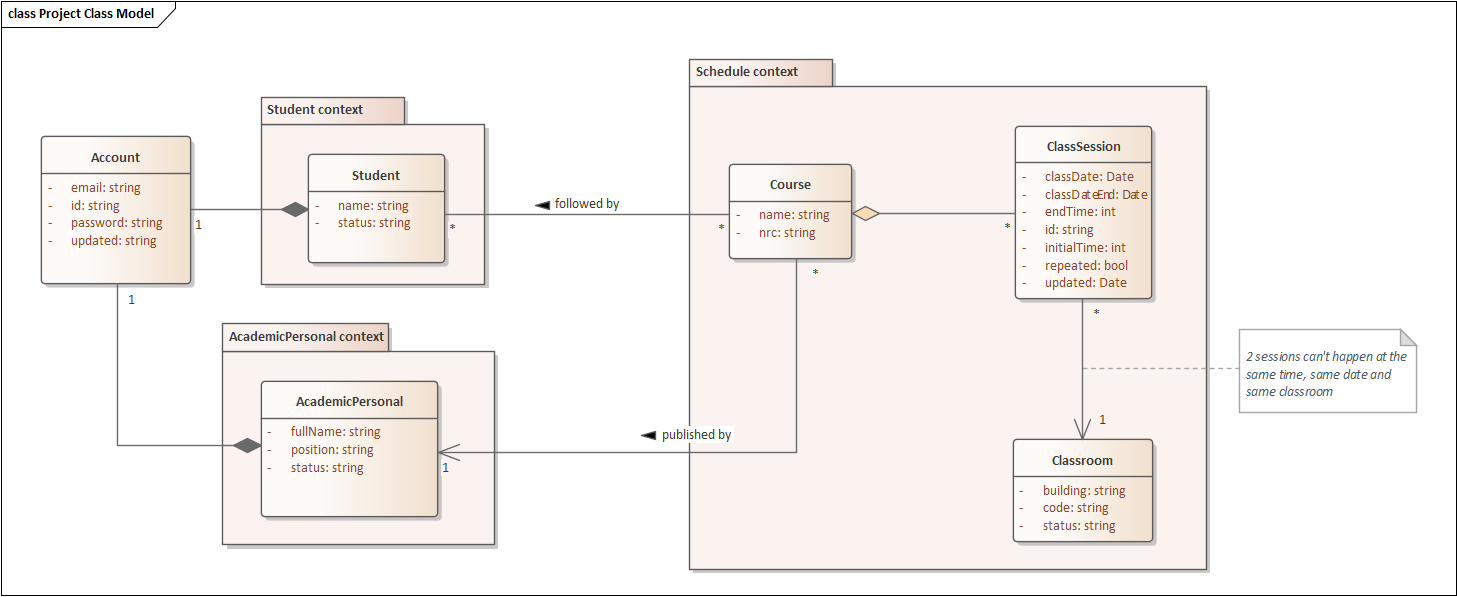 class Project Class Model
Schedule context
Student context
Account
- email: string
- id: string
- password: string
- updated: string
1
1
Student
- name: string
- status: string
*
followed by
*
Course
- name: string
- nrc: string
*
ClassSession
- classDate: Date
- classDateEnd: Date
- endTime: int
- id: string
- initialTime: int
- repeated: bool
- updated: Date
*
*
2 sessions can't happen at the
same time, same date and
same classroom
1
Classroom
- building: string
- code: string
- status: string
AcademicPersonal context
AcademicPersonal
- fullName: string
- position: string
- status: string
1
published by